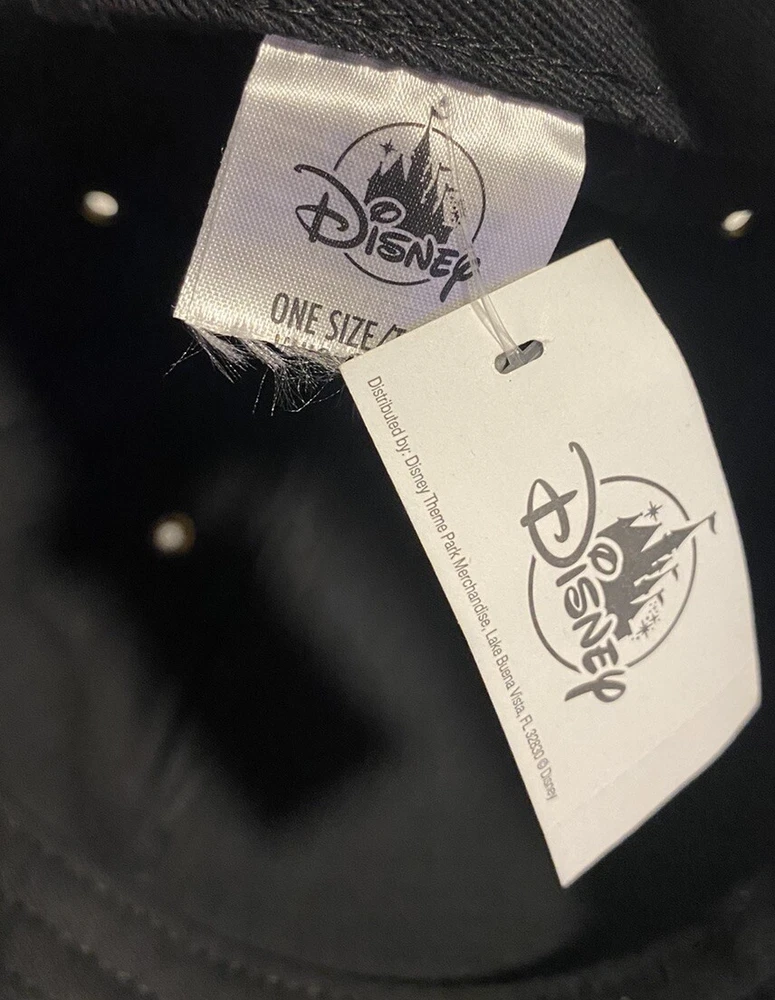 Disney
ONE SIZE
Distributed by: Disney Theme Park Merchandise, Lake Buena Vista, FL 32830 © Disney
Disney